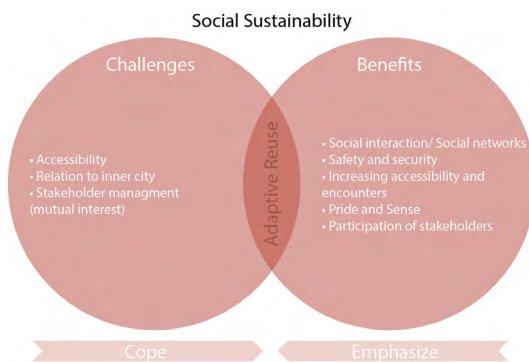 Social Sustainability
Challenges
• Accessibility
• Relation to inner city
• Stakeholder managment
(mutual interest)
Adaptive Reuse
Benefits
• Social interaction/ Social networks
• Safety and security
• Increasing accessibility and
encounters
• Pride and Sense
• Participation of stakeholders
Cope
Emphasize